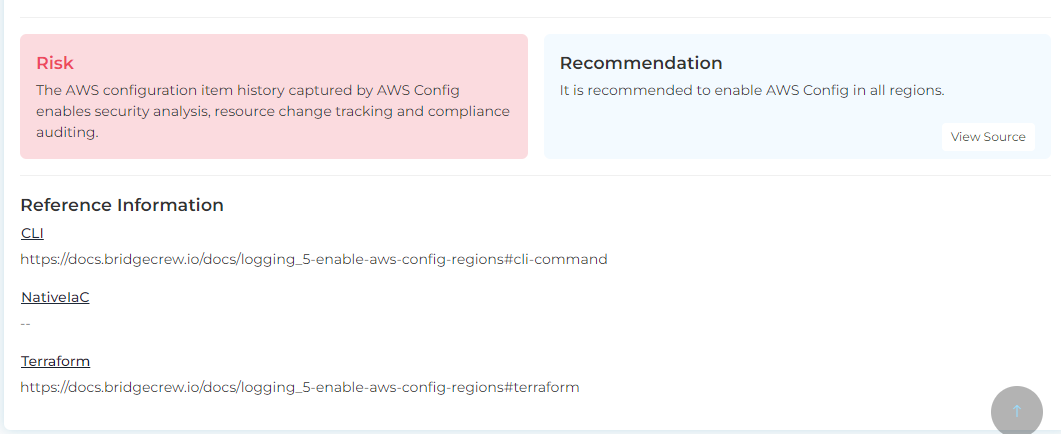 Risk
The AWS configuration item history captured by AWS Config
enables security analysis, resource change tracking and compliance
auditing.
Recommendation
It is recommended to enable AWS Config in all regions.
View Source
Reference Information
CLI
https://docs.bridgecrew.io/docs/logging_5-enable-aws-config-regions#cli-command
NativeIaC
--
Terraform
https://docs.bridgecrew.io/docs/logging_5-enable-aws-config-regions#terraform